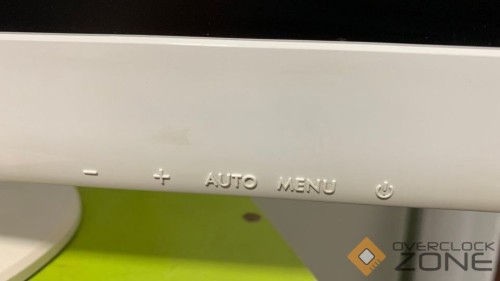 - + AUTO MENU
OVERCLOCK
ZONE